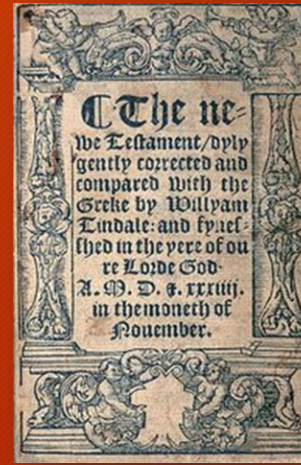 ¶The ne=
we Testament/dyly
gently corrected and
compared with the
Greke by Willyam
Tindale: and fynes-
shed in the yere of ou
re Lorde God.
A. M. D. & xxxiiij.
in the moneth of
Nouember.